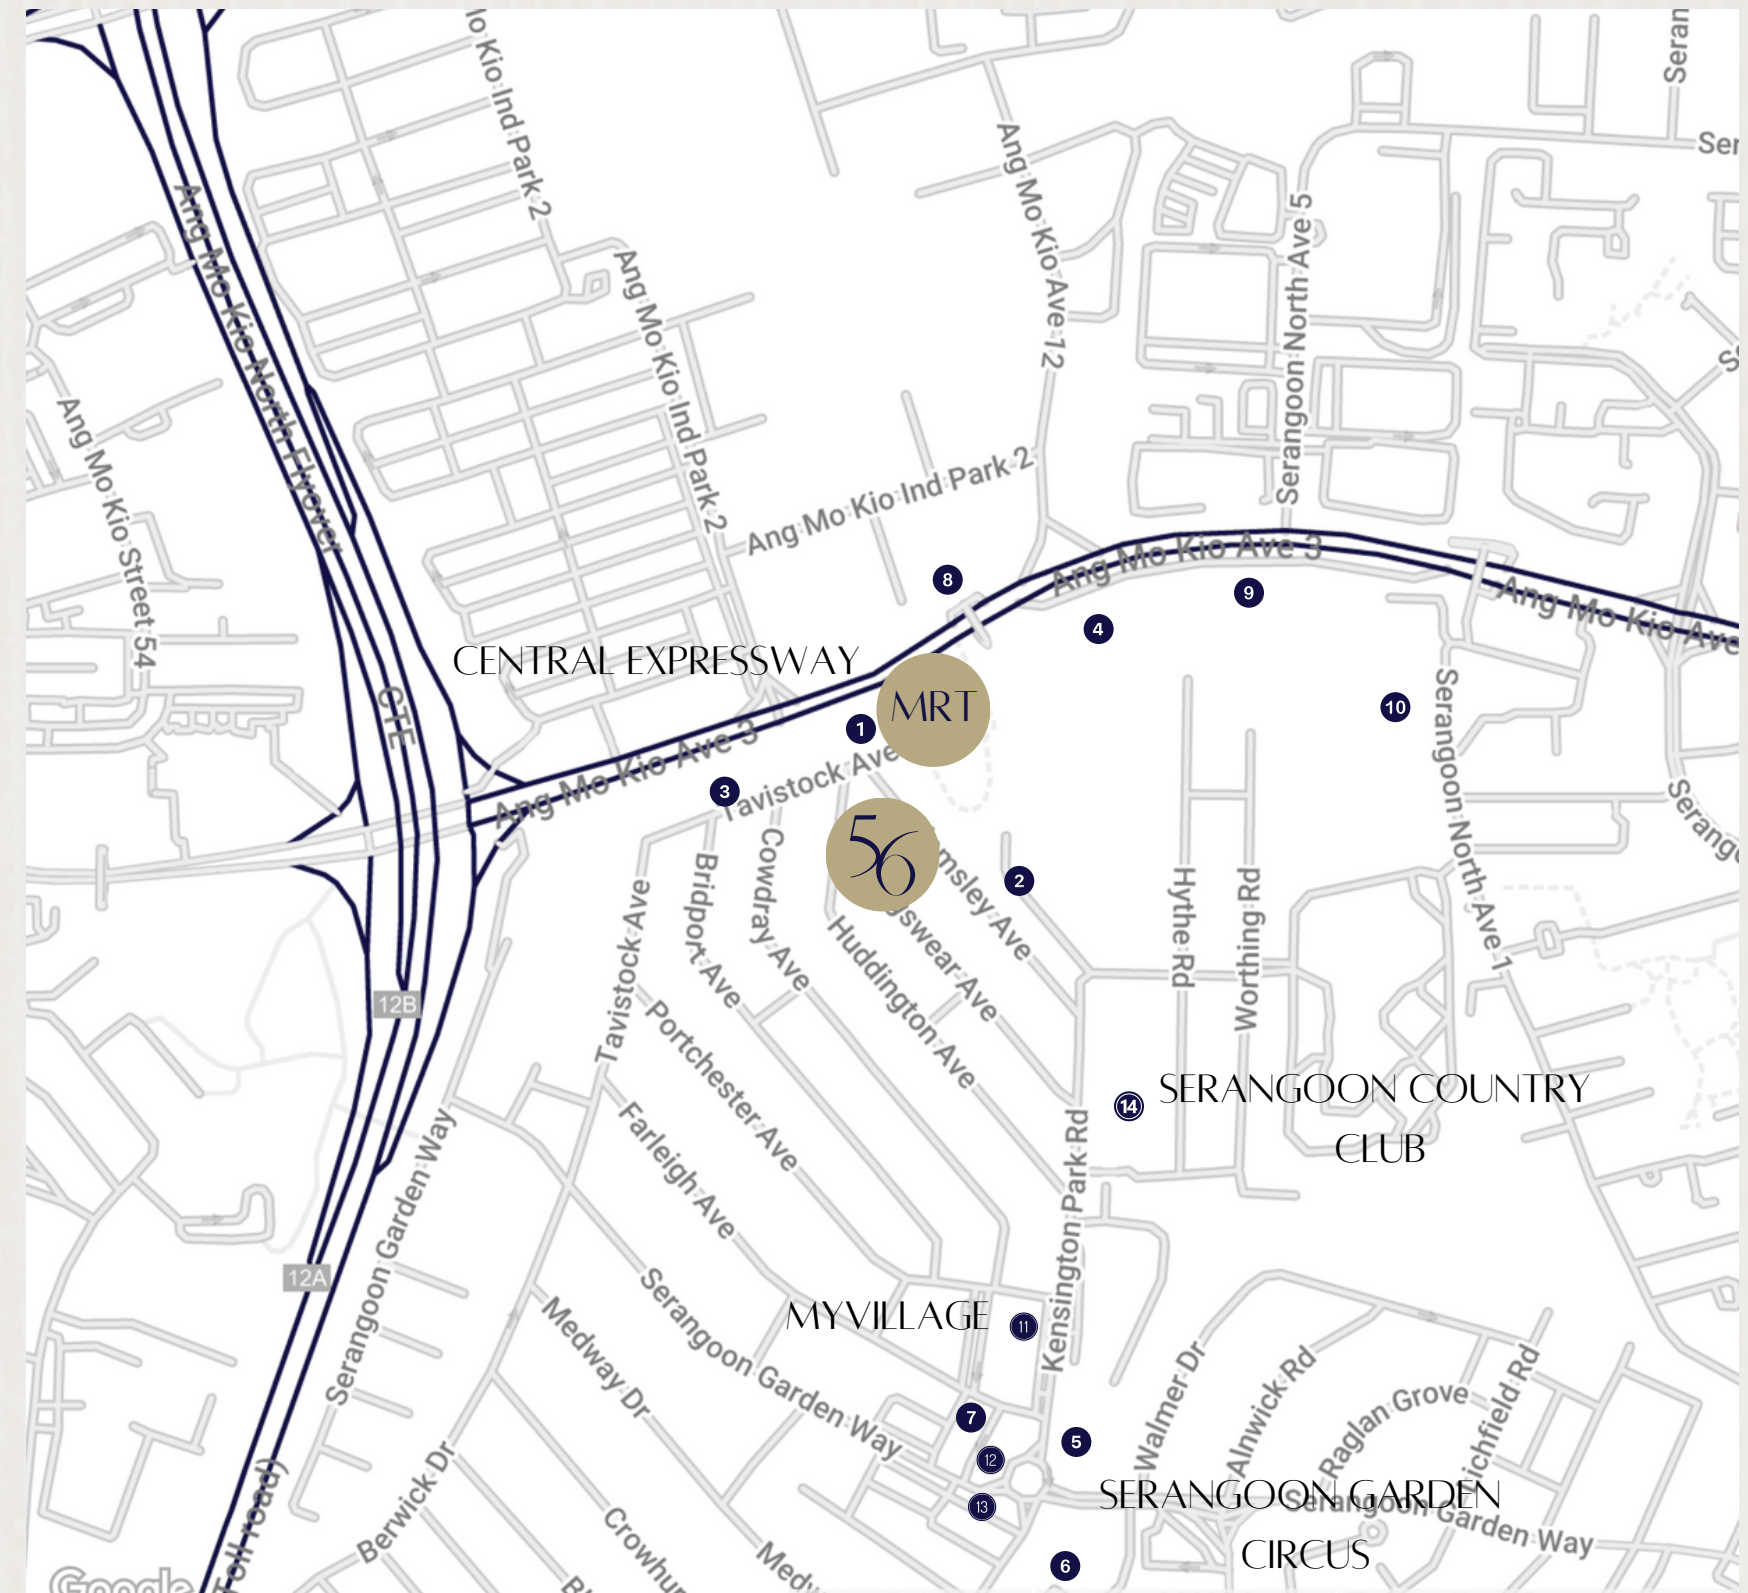 Mo Kio Ind Park 2
Seran
Ang Mo Kio Ave 12
Ser
Ang Mo Kio North Flyover
Ang Mo Kio Ind Park 2
Serangoon North Ave 5
Ang Mo Kio Street 54
Ang Mo Kio Ind Park 2
Ang Mo Kio Ave 3
8
9
Ang Mo Kio Ave
4
CENTRAL EXPRESSWAY
CTE
MRT
10
Serangoon North Ave 1
1
Ang Mo Kio Ave 3
3
Tavistock Ave
56
2
Serango
Bridport Ave
Cowdray Ave
Hythe Rd
Worthing Rd
Tavistock Ave
Huddington Ave
12B
Portchester Ave
Farleigh Ave
SERANGOON COUNTRY
CLUB
14
Kensington Park Rd
Serangoon Garden Way
12A
MYVILLAGE
11
Serangoon Garden Way
Medway Dr
Walmer Dr
Alnwick Rd
Raglan Grove
7
5
12
13
SERANGOON GARDEN
CIRCUS
Serangoon Garden Way
Berwick Dr
Toll road)
6
Google